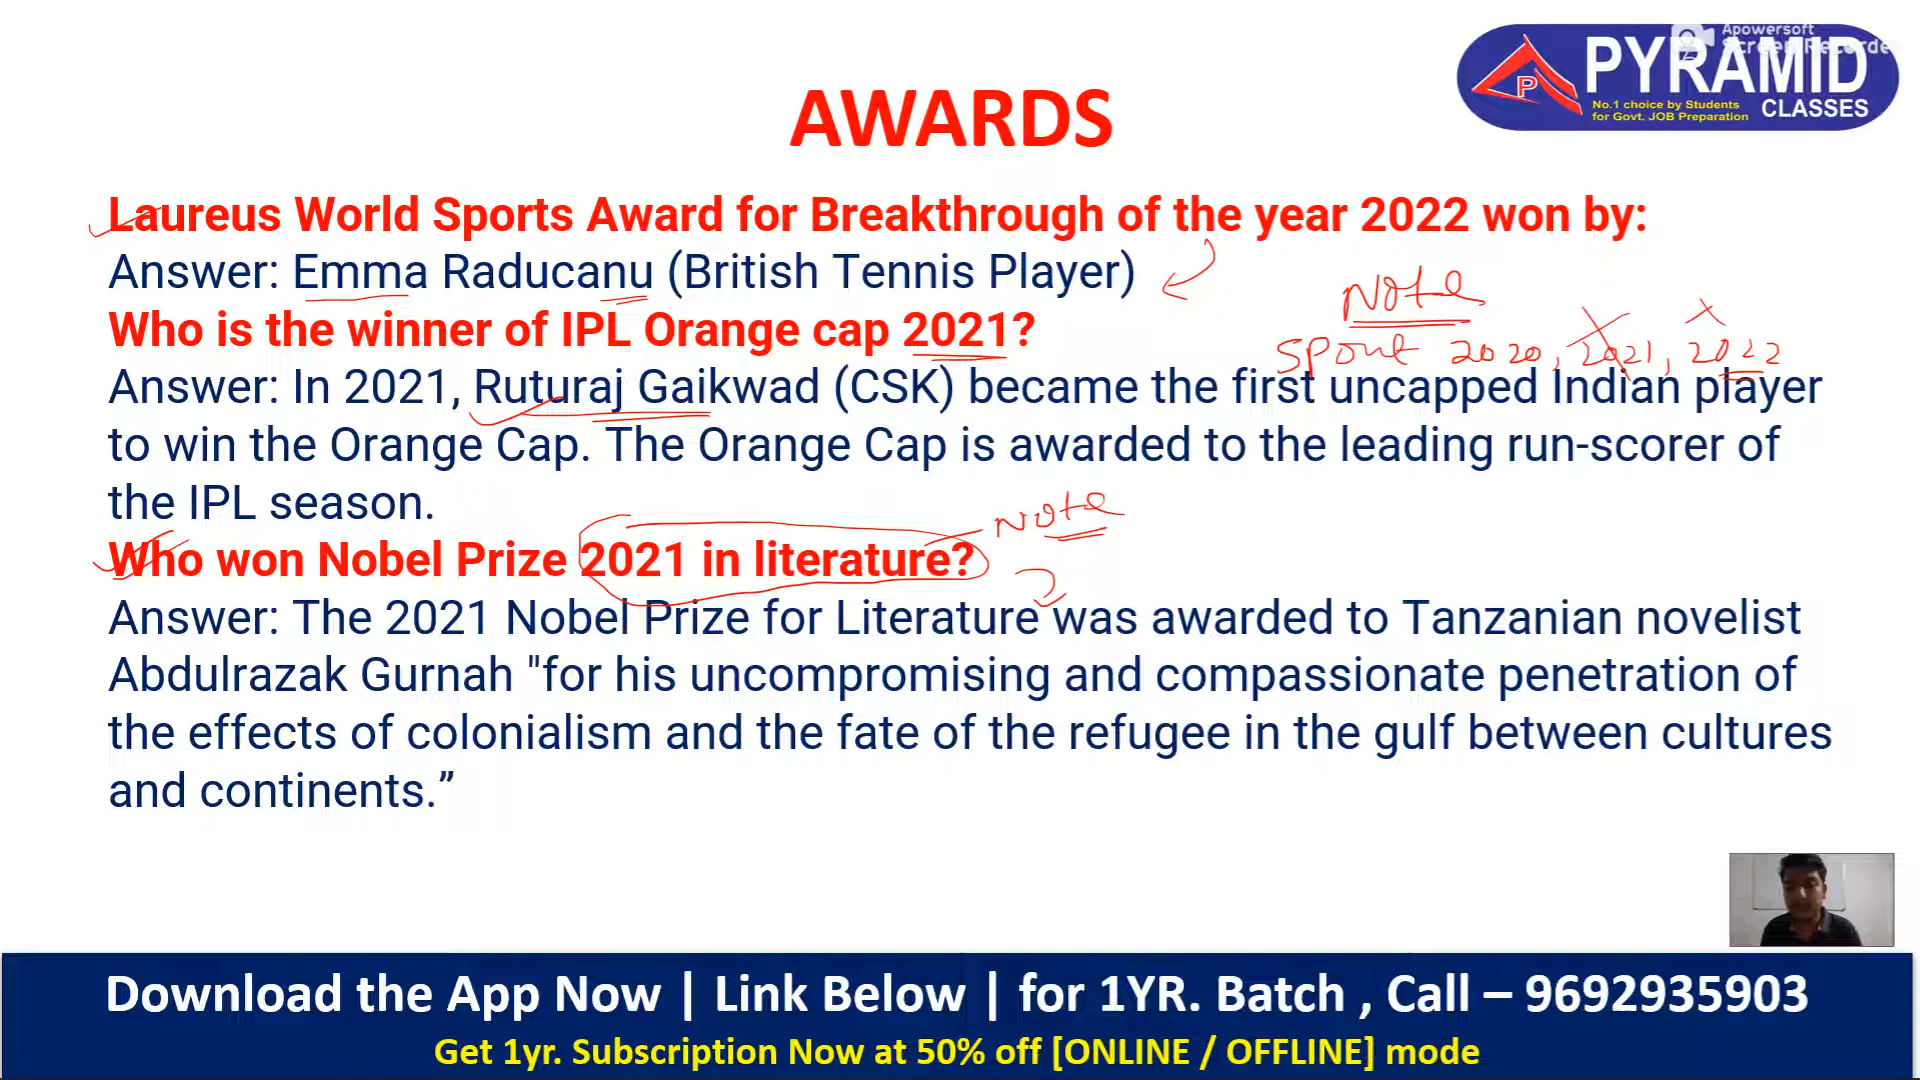 Apowersoft
Screen Recorder
PYRAMID
CLASSES
No.1 choice by Students
for Govt. JOB Preparation
P
AWARDS
Laureus World Sports Award for Breakthrough of the year 2022 won by:
Answer: Emma Raducanu (British Tennis Player)
Note
Who is the winner of IPL Orange cap 2021?
2020, 2021, 2022
Answer: In 2021, Ruturaj Gaikwad (CSK) became the first uncapped Indian player
to win the Orange Cap. The Orange Cap is awarded to the leading run-scorer of
the IPL season.
Note
Who won Nobel Prize 2021 in literature?
Answer: The 2021 Nobel Prize for Literature was awarded to Tanzanian novelist
Abdulrazak Gurnah "for his uncompromising and compassionate penetration of
the effects of colonialism and the fate of the refugee in the gulf between cultures
and continents.”
Download the App Now | Link Below | for 1YR. Batch , Call – 9692935903
Get 1yr. Subscription Now at 50% off [ONLINE / OFFLINE] mode